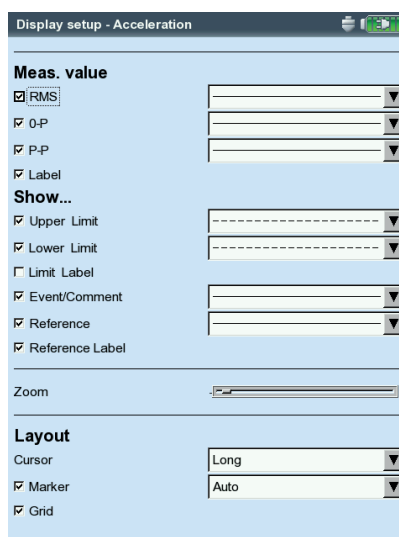 Display setup - Acceleration
Meas. value
RMS
0-P
P-P
Label
Show...
Upper Limit
Lower Limit
Limit Label
Event/Comment
Reference
Reference Label
Zoom
Layout
Cursor Long
Marker Auto
Grid